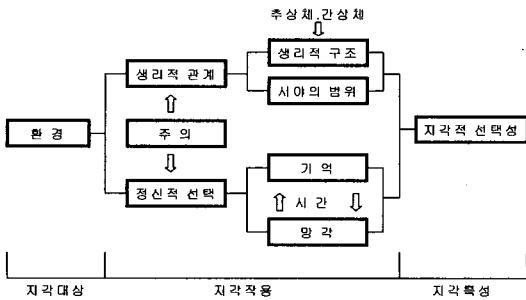 추상체,간상체
생리적 구조
생리적 관계
시야의 범위
환 경
주 의
지각적 선택성
기 억
정신적 선택
시 간
망 각
지각대상
지각작용
지각특성